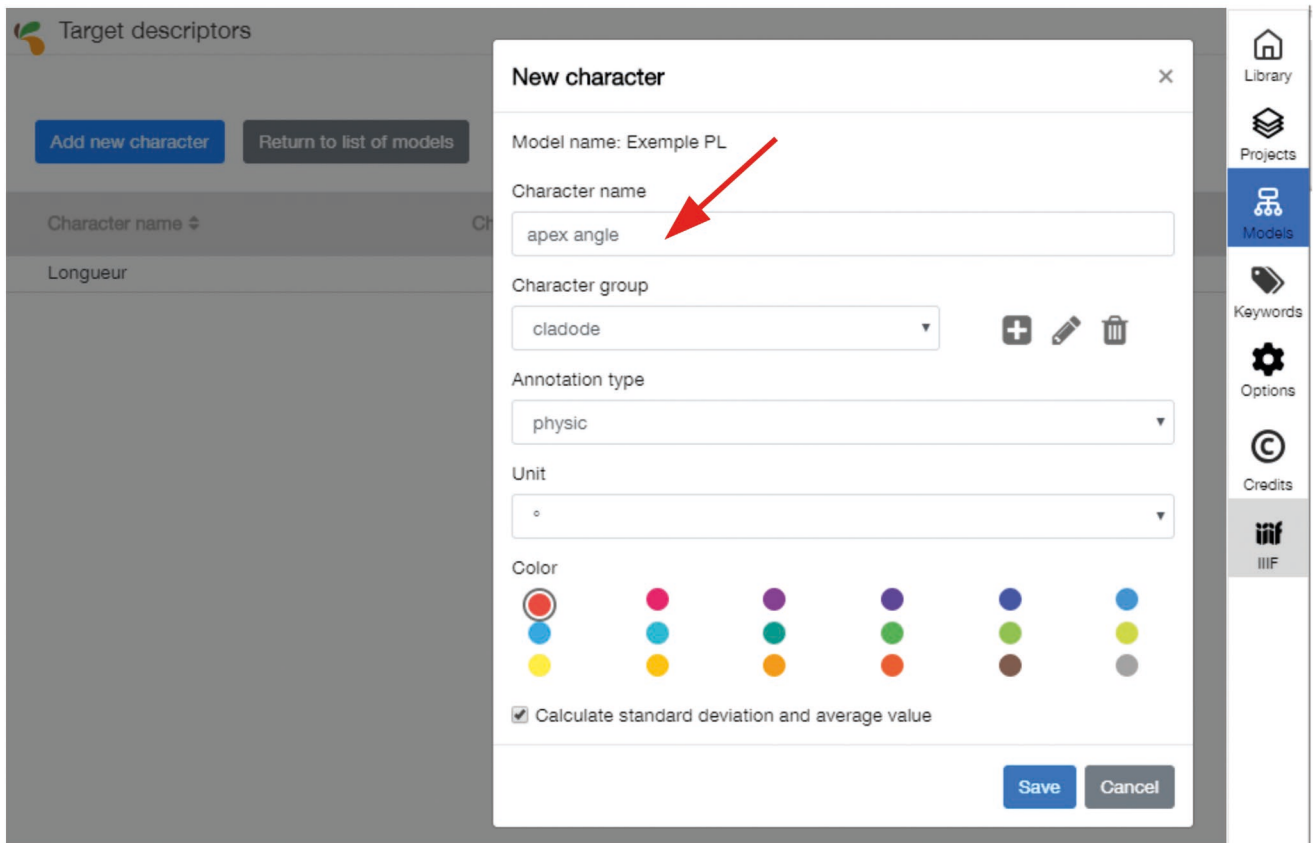 Target descriptors
Add new character
Return to list of models
Character name
Ch
Longueur
New character
×
Model name: Exemple PL
Character name
apex angle
Character group
cladode
Annotation type
physic
Unit
°
Color
Calculate standard deviation and average value
Save
Cancel
Library
Projects
Models
Keywords
Options
©
Credits
iiif
IIIF